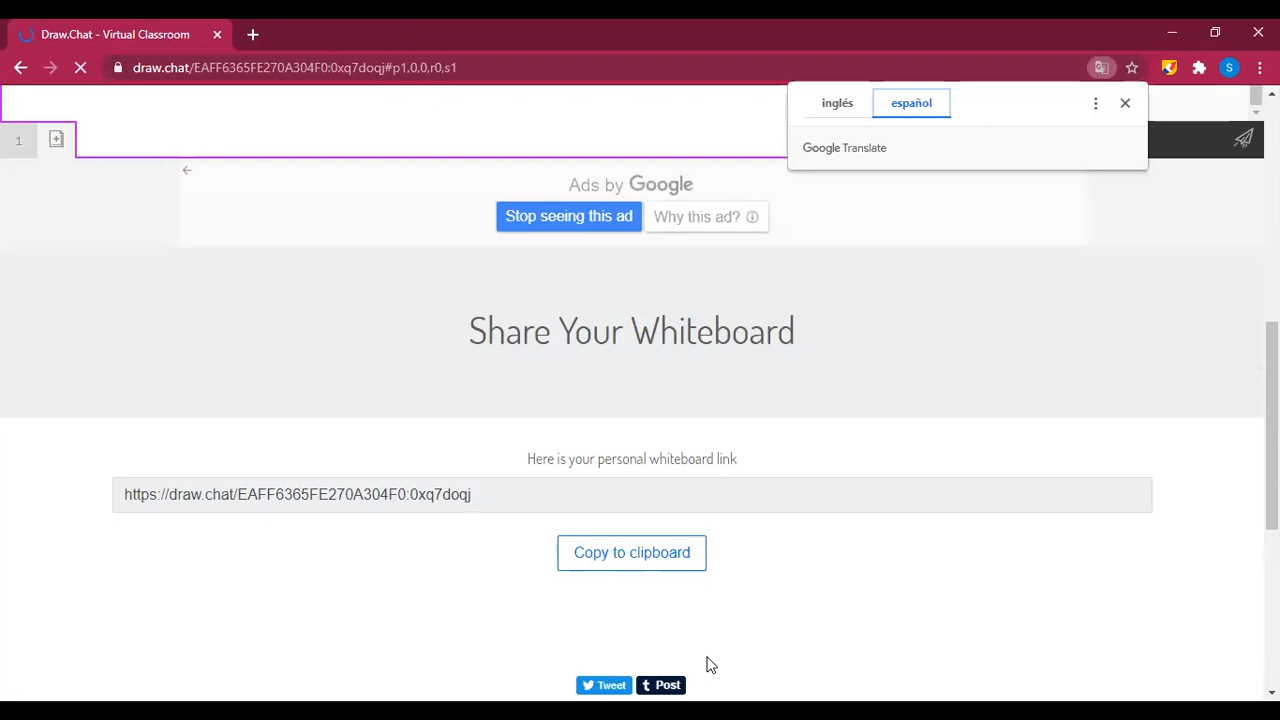 Draw.Chat - Virtual Classroom
draw.chat/EAFF6365FE270A304F0:0xq7doqj#p1,0,0,r0,s1
S
inglés español
Google Translate
1
Ads by Google
Stop seeing this ad Why this ad?
Share Your Whiteboard
Here is your personal whiteboard link
https://draw.chat/EAFF6365FE270A304F0:0xq7doqj
Copy to clipboard
Tweet t Post